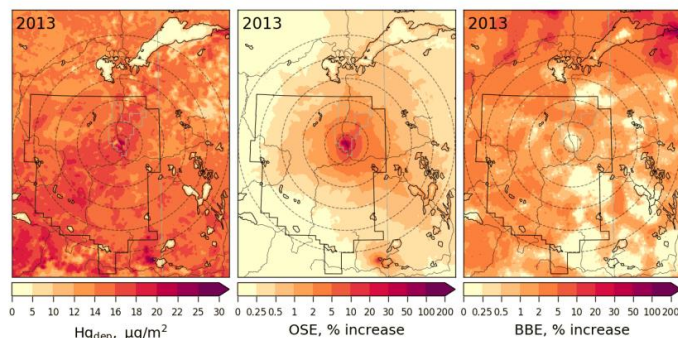 2013 2013 2013
0 5 10 12 14 16 18 20 22 25 30 0 0.25 0.5 1 2 5 10 30 50 100 200 0 0.25 0.5 1 2 5 10 30 50 100 200
Hg_dep, μg/m² OSE, % increase BBE, % increase